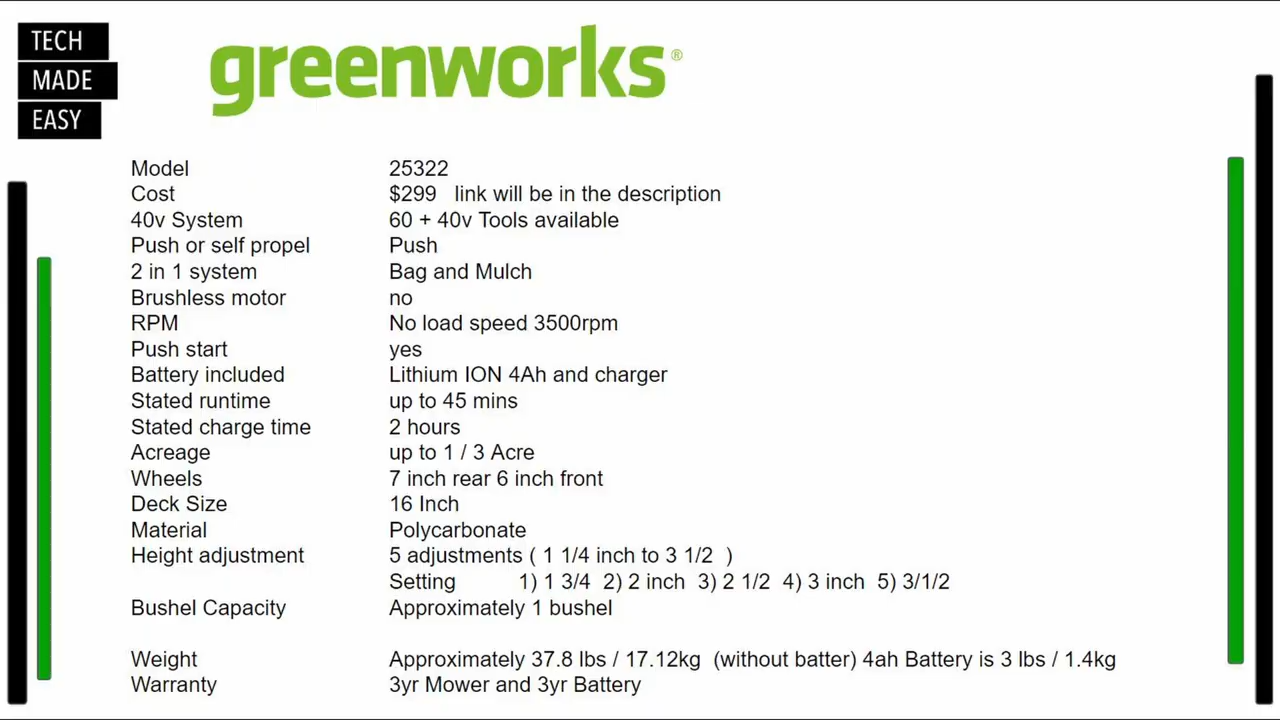 TECH
MADE
EASY
greenworks®
Model 25322
Cost $299 link will be in the description
40v System 60 + 40v Tools available
Push or self propel Push
2 in 1 system Bag and Mulch
Brushless motor no
RPM No load speed 3500rpm
Push start yes
Battery included Lithium ION 4Ah and charger
Stated runtime up to 45 mins
Stated charge time 2 hours
Acreage up to 1 / 3 Acre
Wheels 7 inch rear 6 inch front
Deck Size 16 Inch
Material Polycarbonate
Height adjustment 5 adjustments ( 1 1/4 inch to 3 1/2 )
Setting 1) 1 3/4 2) 2 inch 3) 2 1/2 4) 3 inch 5) 3/1/2
Bushel Capacity Approximately 1 bushel
Weight Approximately 37.8 lbs / 17.12kg (without batter) 4ah Battery is 3 lbs / 1.4kg
Warranty 3yr Mower and 3yr Battery